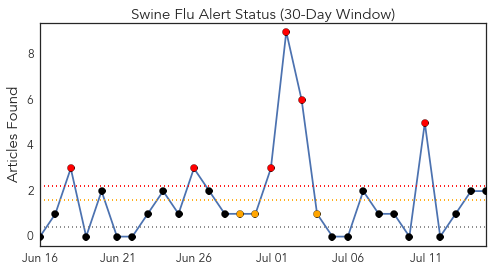 Swine Flu Alert Status (30-Day Window)
Articles Found
8
6
4
2
0
Jun 16
Jun 21
Jun 26
Jul 01
Jul 06
Jul 11